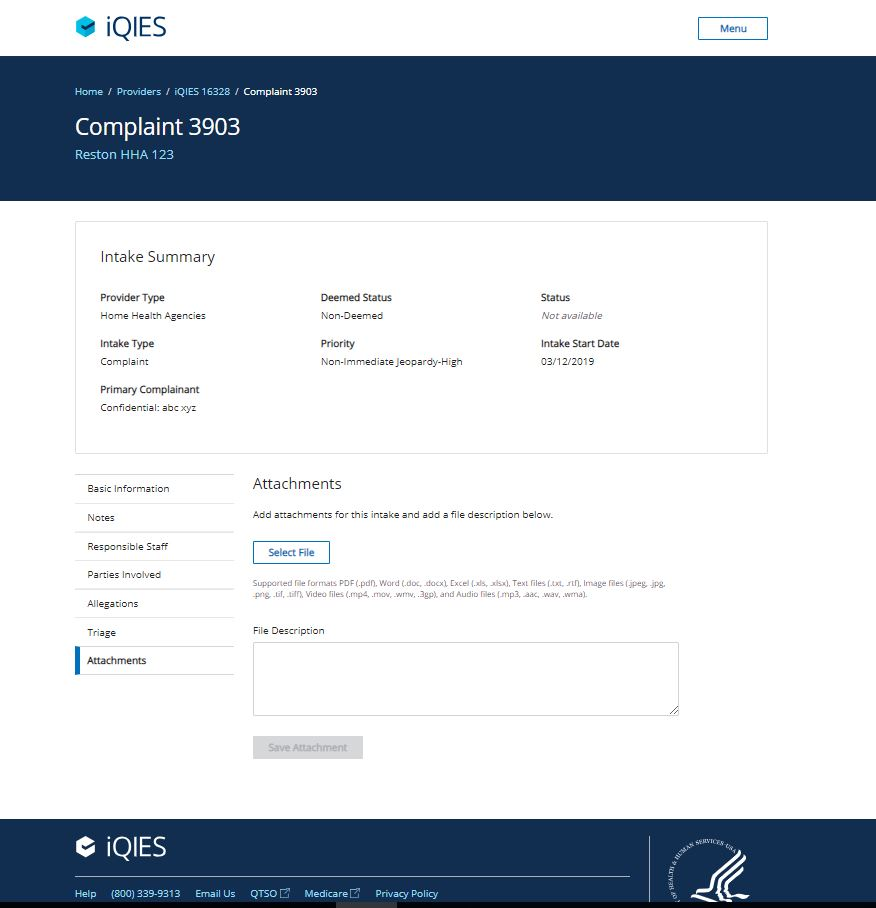 iQIES
Menu
Home / Providers / iQIES 16328 / Complaint 3903
Complaint 3903
Reston HHA 123
Intake Summary
Provider Type
Home Health Agencies
Deemed Status
Non-Deemed
Status
Not available
Intake Type
Complaint
Priority
Non-Immediate Jeopardy-High
Intake Start Date
03/12/2019
Primary Complainant
Confidential: abc xyz
Basic Information
Notes
Responsible Staff
Parties Involved
Allegations
Triage
Attachments
Attachments
Add attachments for this intake and add a file description below.
Select File
Supported file formats PDF (.pdf), Word (.doc, .docx), Excel (.xls, .xlsx), Text files (.txt, .rtf), Image files (.jpeg, .jpg,
.png, .tif, .tiff), Video files (.mp4, .mov, .wmv, .3gp), and Audio files (.mp3, .aac, .wav, .wma).
File Description
Save Attachment
iQIES
Help (800) 339-9313 Email Us QTSO Medicare Privacy Policy
OF HEALTH & HUMAN SERVICES·USA